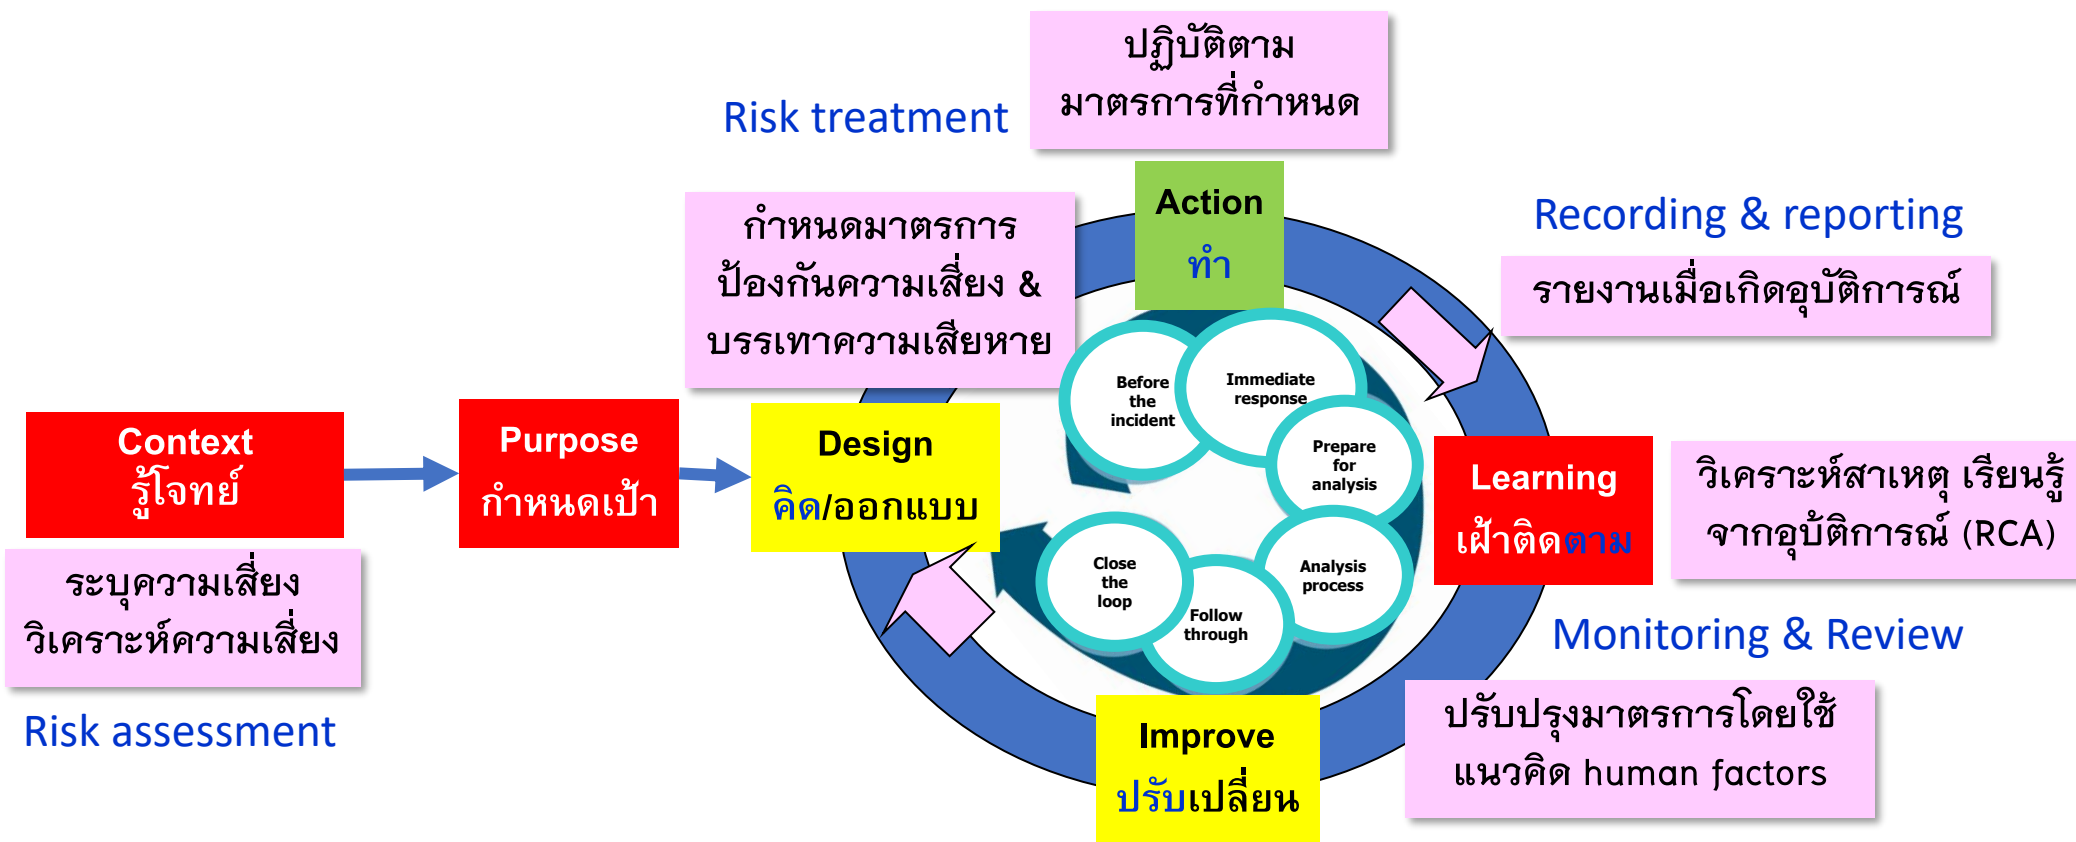 ปฏิบัติตาม
มาตรการที่กำหนด
Risk treatment
Action
ทำ
กำหนดมาตรการ
ป้องกันความเสี่ยง &
บรรเทาความเสียหาย
Recording & reporting
รายงานเมื่อเกิดอุบัติการณ์
Context
รู้โจทย์
Purpose
กำหนดเป้า
Design
คิด/ออกแบบ
Before
the
incident
Immediate
response
Prepare
for
analysis
Analysis
process
Follow
through
Close
the
loop
Learning
เฝ้าติดตาม
วิเคราะห์สาเหตุ เรียนรู้
จากอุบัติการณ์ (RCA)
ระบุความเสี่ยง
วิเคราะห์ความเสี่ยง
Risk assessment
Monitoring & Review
Improve
ปรับเปลี่ยน
ปรับปรุงมาตรการโดยใช้
แนวคิด human factors